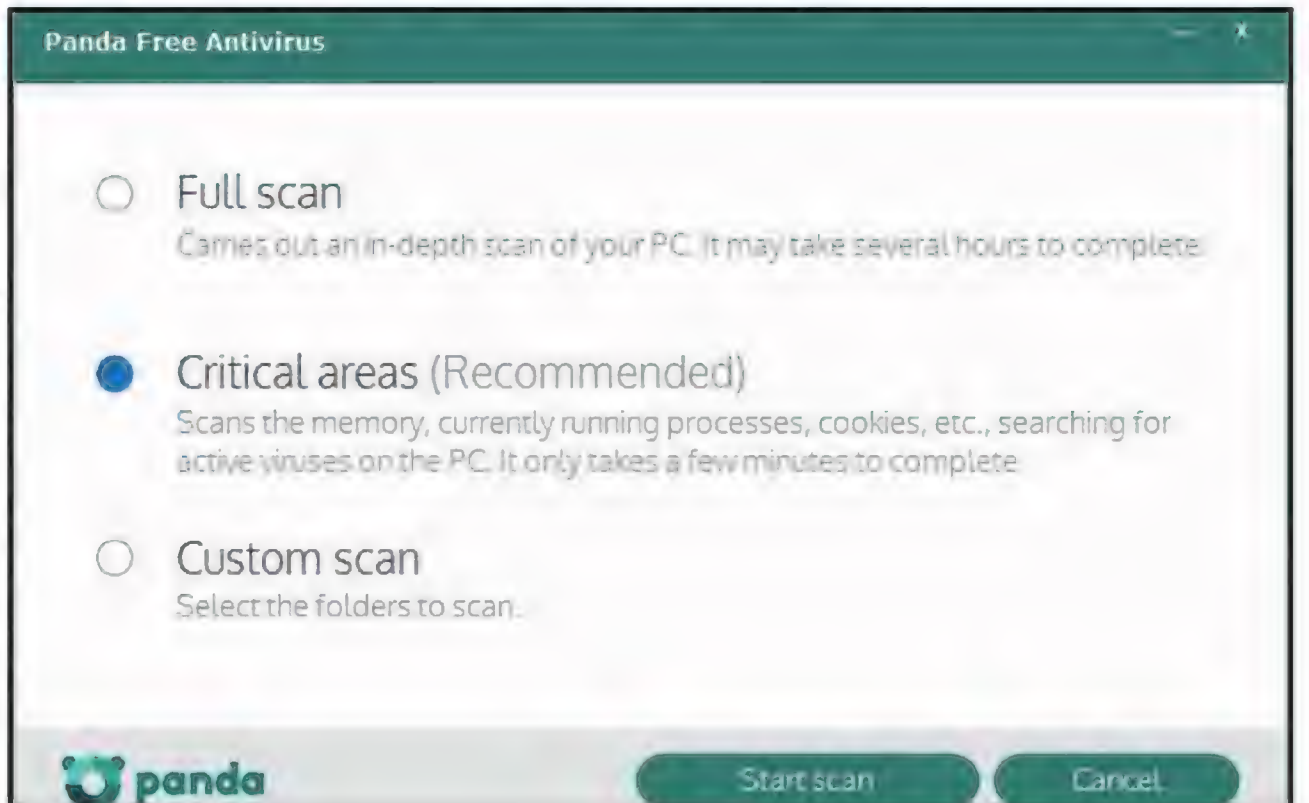 Panda Free Antivirus
Full scan
Carries out an in-depth scan of your PC. It may take several hours to complete.
Critical areas (Recommended)
Scans the memory, currently running processes, cookies, etc., searching for
active viruses on the PC. It only takes a few minutes to complete
Custom scan
Select the folders to scan.
panda
Start scan
Cancel